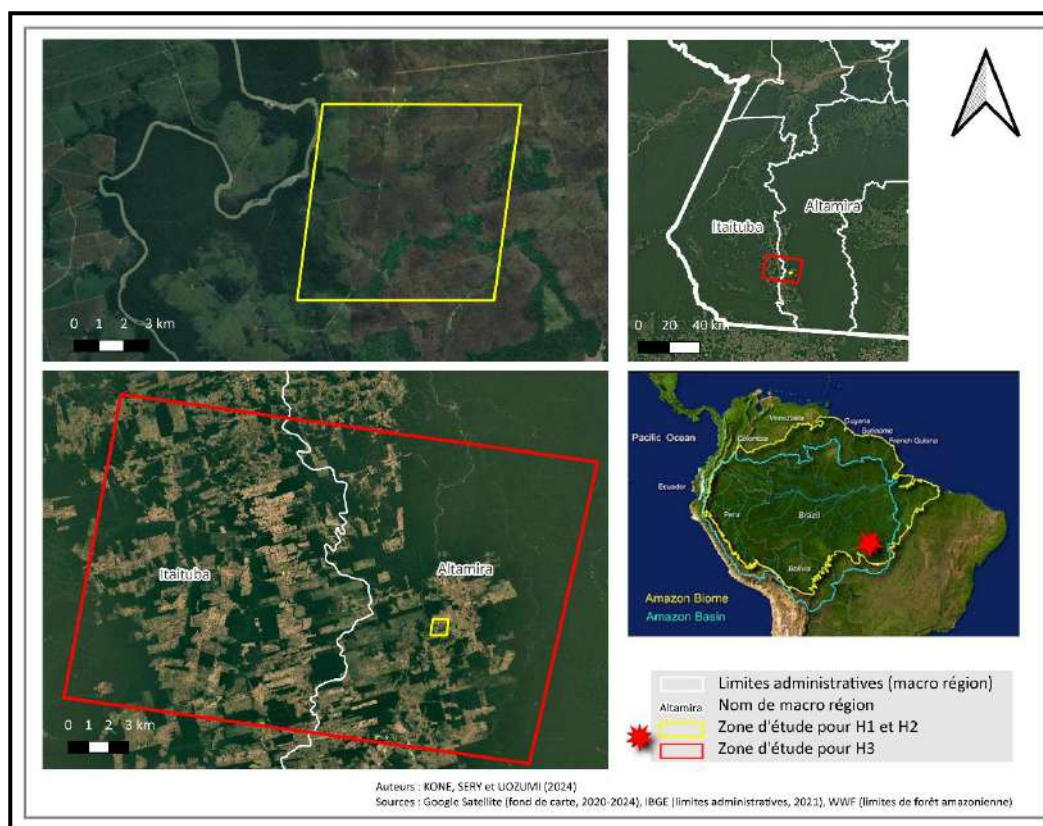 0 1 2 3 km
Itaituba
Altamira
0 20 40 km
Itaituba
Altamira
0 1 2 3 km
Pacific Ocean
Venezuela
Colombia
Guyana
Suriname
French Guiana
Ecuador
Peru
Brazil
Bolivia
Amazon Biome
Amazon Basin
Limites administratives (macro région)
Altamira Nom de macro région
Zone d'étude pour H1 et H2
Zone d'étude pour H3
Auteurs : KONE, SERY et UOZUMI (2024)
Sources : Google Satellite (fond de carte, 2020-2024), IBGE (limites administratives, 2021), WWF (limites de forêt amazonienne)